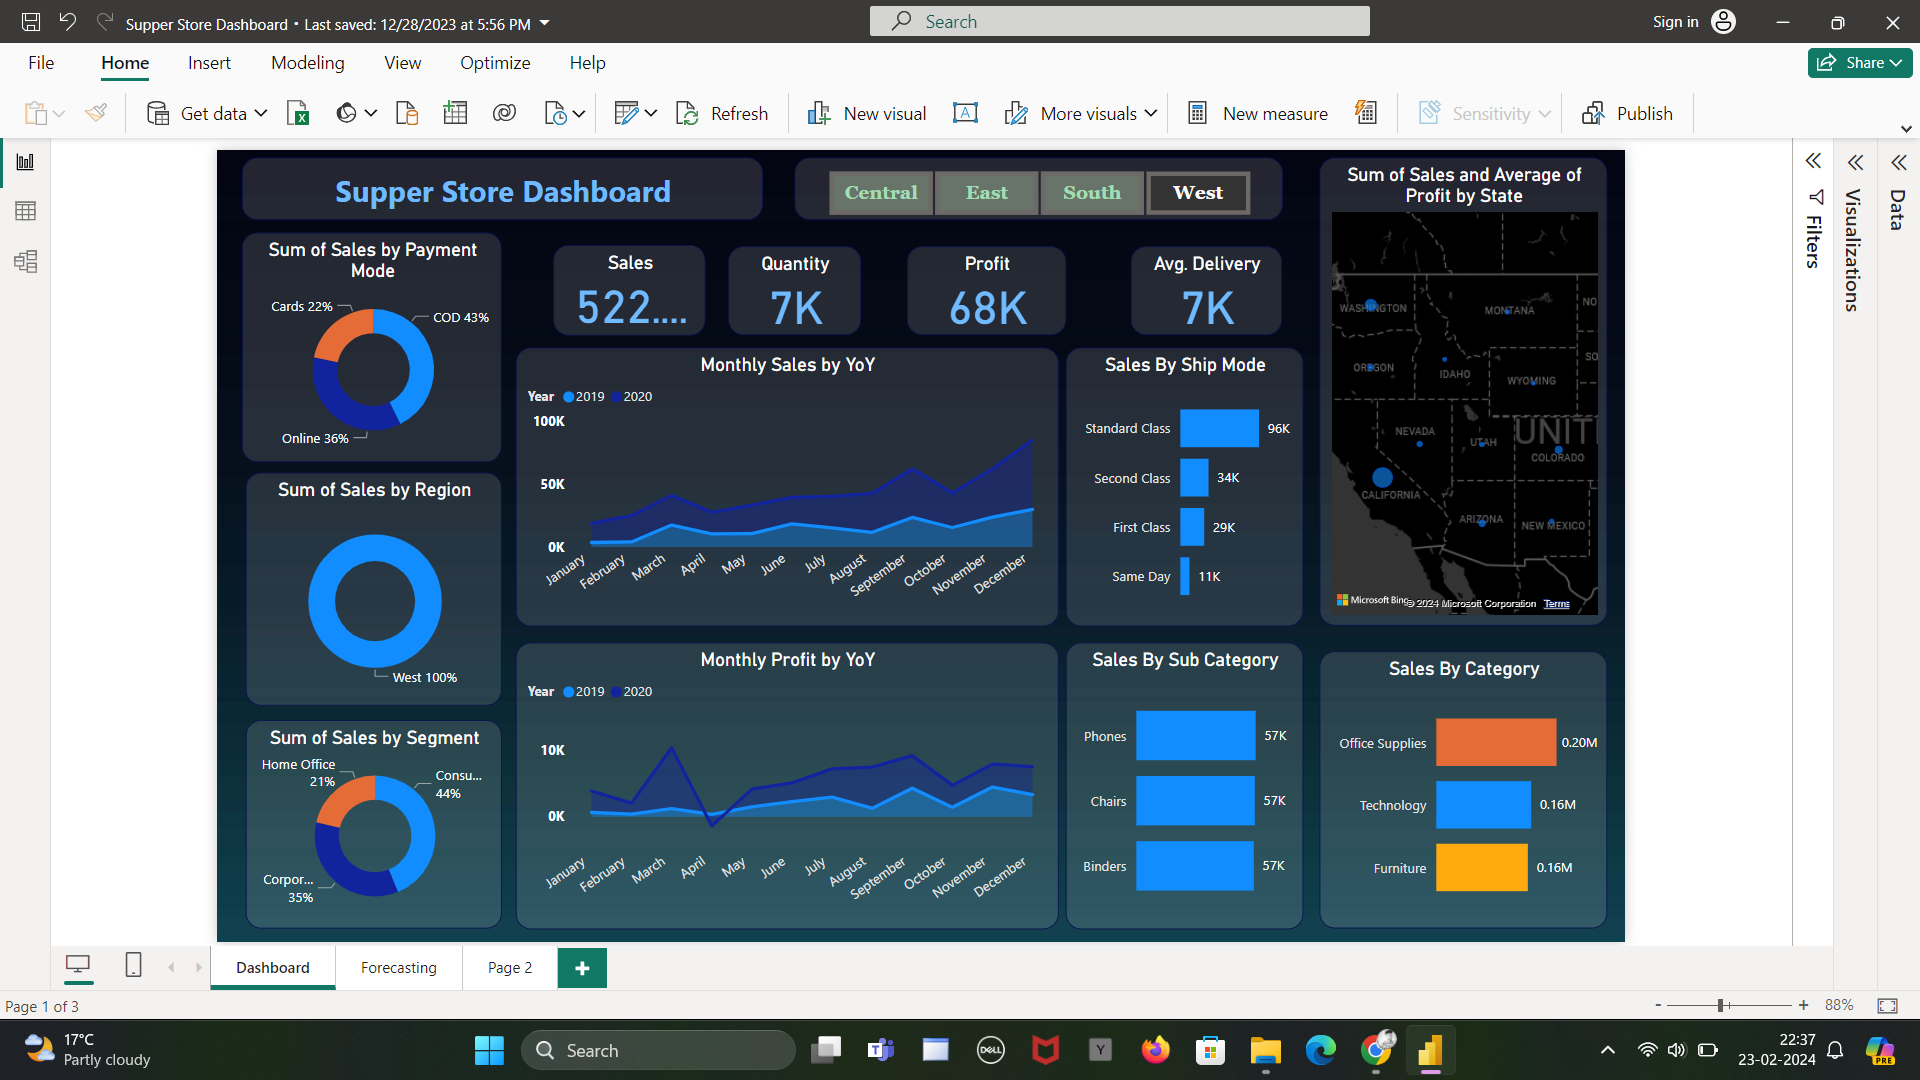 Supper Store Dashboard • Last saved: 12/28/2023 at 5:56 PM
Search
Sign in
File
Home
Insert
Modeling
View
Optimize
Help
Share
Get data
Refresh
New visual
More visuals
New measure
Sensitivity
Publish
Supper Store Dashboard
Central
East
South
West
Sum of Sales by Payment
Mode
Cards 22%
COD 43%
Online 36%
Sales
522....
Quantity
7K
Profit
68K
Avg. Delivery
7K
Sum of Sales and Average of
Profit by State
WASHINGTON
MONTANA
NO
OREGON
IDAHO
SO
WYOMING
NEVADA
UTAH
UNIT
COLORADO
CALIFORNIA
ARIZONA
NEW MEXICO
Microsoft Bing
© 2024 Microsoft Corporation
Terms
Filters
Visualizations
Data
Monthly Sales by YoY
Year
2019
2020
100K
50K
0K
January
February
March
April
May
June
July
August
September
October
November
December
Sales By Ship Mode
Standard Class
96K
Second Class
34K
First Class
29K
Same Day
11K
Sum of Sales by Region
West 100%
Sum of Sales by Segment
Home Office
21%
Consu...
44%
Corpor...
35%
Monthly Profit by YoY
Year
2019
2020
10K
0K
January
February
March
April
May
June
July
August
September
October
November
December
Sales By Sub Category
Phones
57K
Chairs
57K
Binders
57K
Sales By Category
Office Supplies
0.20M
Technology
0.16M
Furniture
0.16M
Dashboard
Forecasting
Page 2
Page 1 of 3
88%
17°C
Partly cloudy
Search
DELL
Y
22:37
23-02-2024
PRE